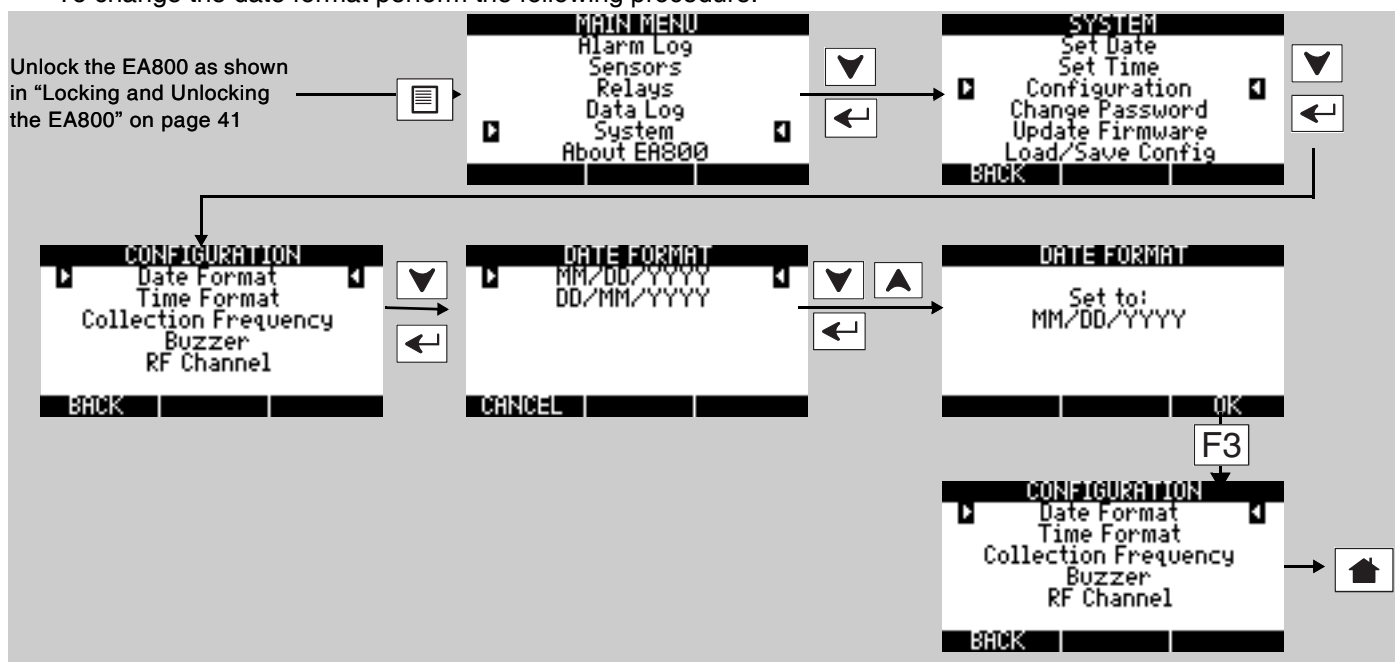 To change the date format perform the following procedure:
Unlock the EA800 as shown
in “Locking and Unlocking
the EA800” on page 41
MAIN MENU
Alarm Log
Sensors
Relays
Data Log
System
About EA800
SYSTEM
Set Date
Set Time
Configuration
Change Password
Update Firmware
Load/Save Config
BACK
CONFIGURATION
Date Format
Time Format
Collection Frequency
Buzzer
RF Channel
BACK
DATE FORMAT
MM/DD/YYYY
DD/MM/YYYY
CANCEL
DATE FORMAT
Set to:
MM/DD/YYYY
OK
F3
CONFIGURATION
Date Format
Time Format
Collection Frequency
Buzzer
RF Channel
BACK